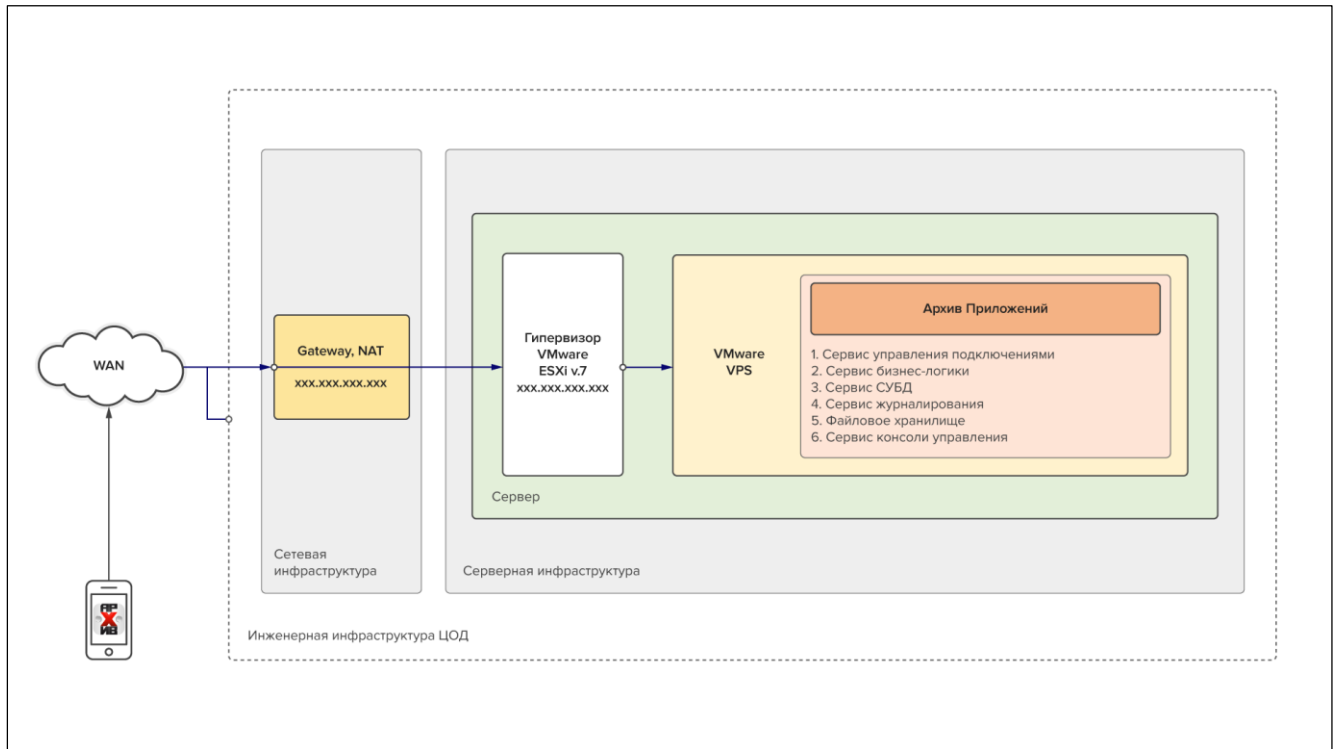 WAN
Gateway, NAT
xxx.xxx.xxx.xxx
Сетевая
инфраструктура
Гипервизор
VMware
ESXi v.7
xxx.xxx.xxx.xxx
VMware
VPS
Архив Приложений
1. Сервис управления подключениями
2. Сервис бизнес-логики
3. Сервис СУБД
4. Сервис журналирования
5. Файловое хранилище
6. Сервис консоли управления
Сервер
Серверная инфраструктура
Инженерная инфраструктура ЦОД
АР
Х
ИВ